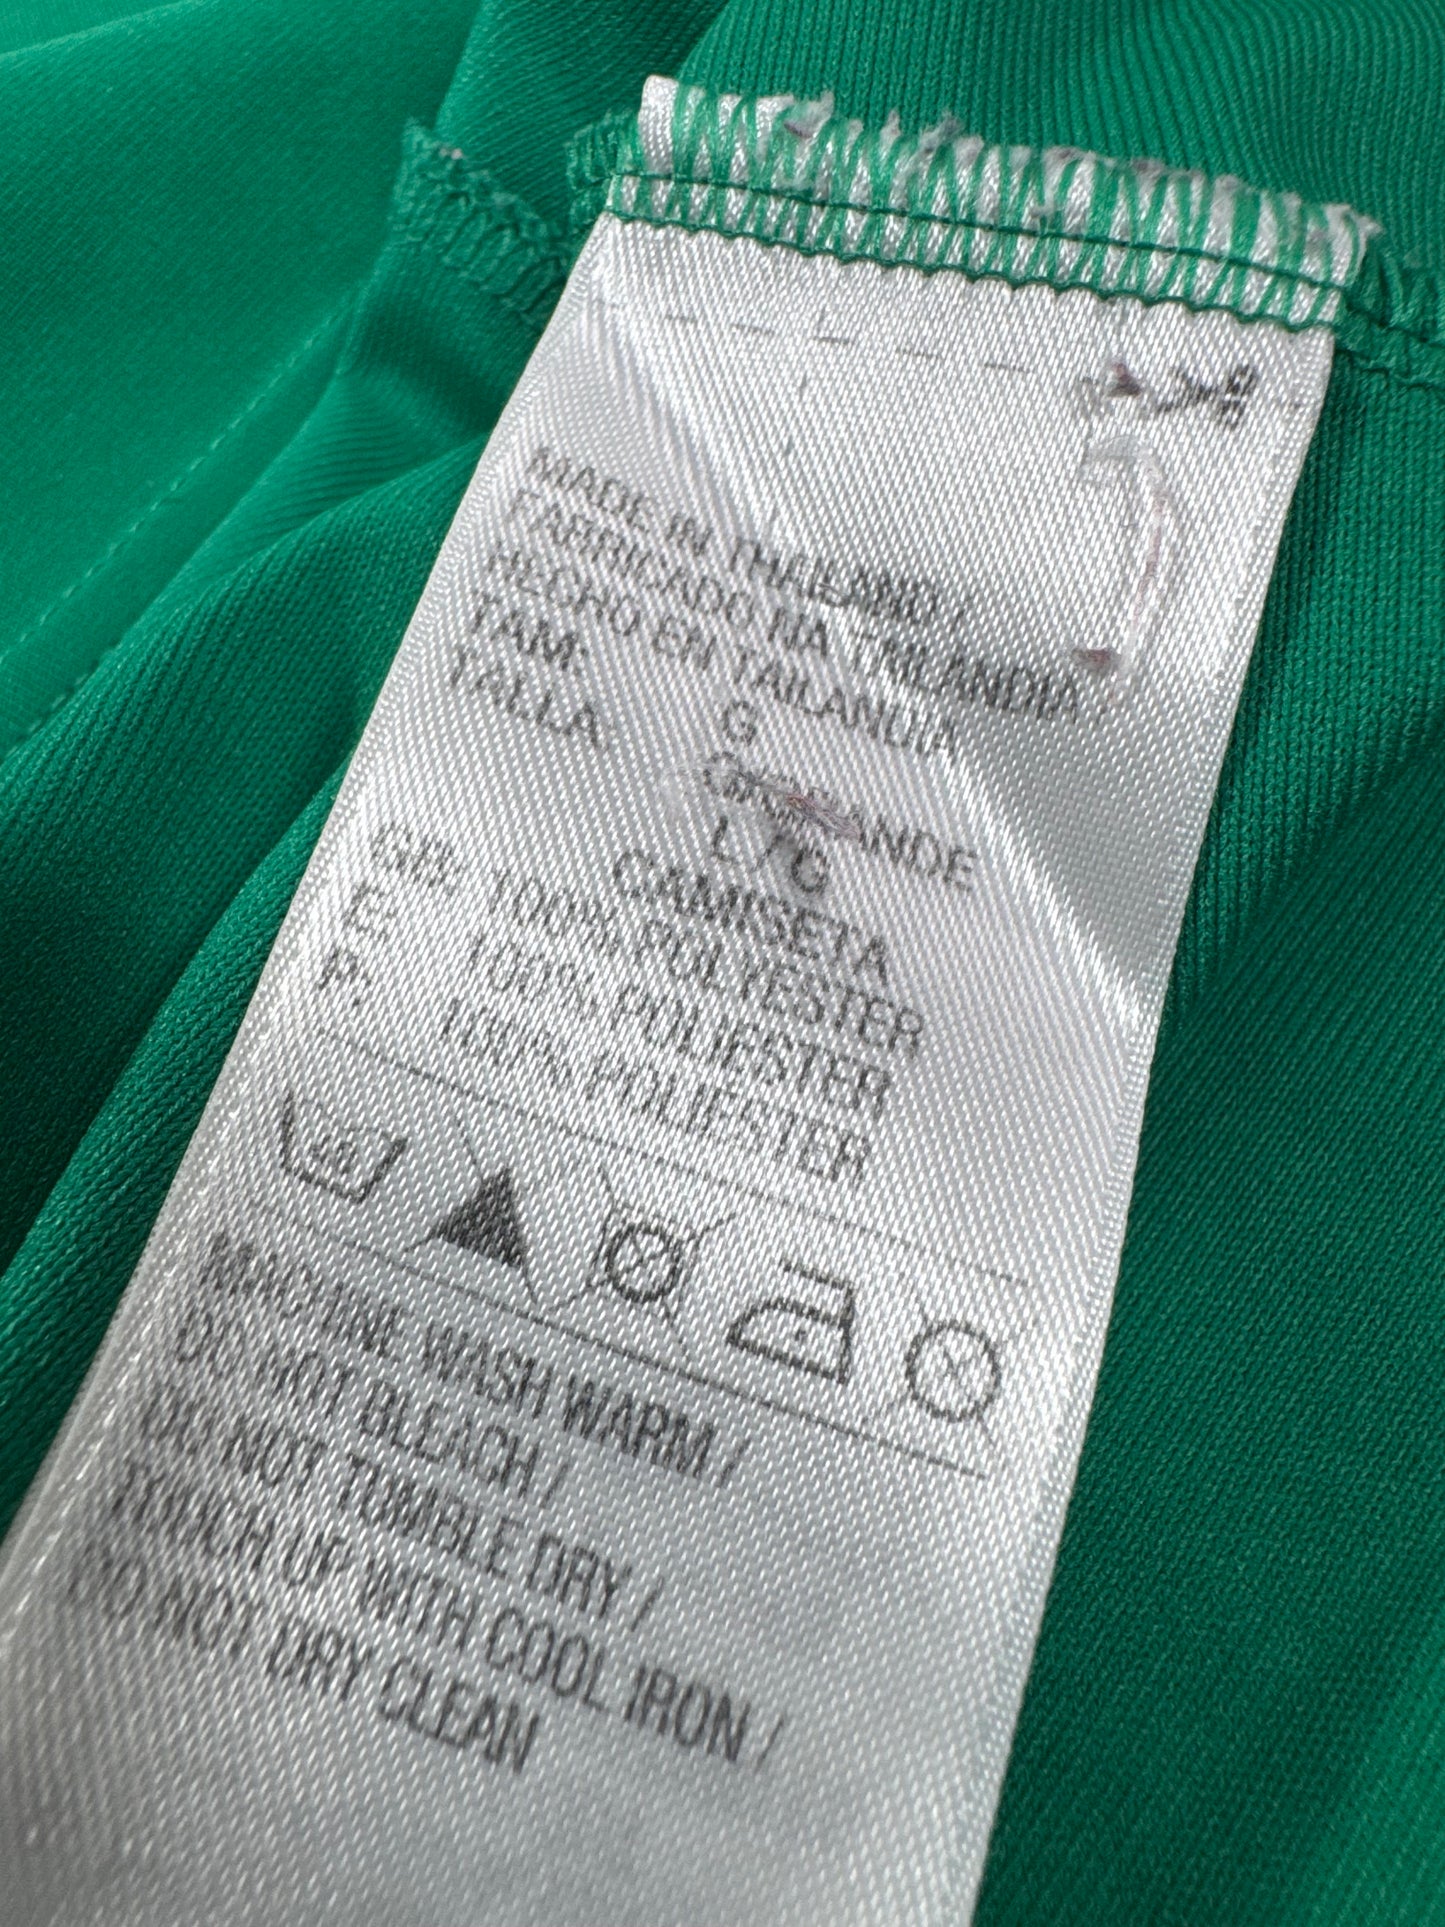 MADE IN THAILAND /
FABRICADO NA TAILANDIA /
HECHO EN TAILANDIA
TAM: G
TALLA: GRANDE
L / G
CAMISETA
GB: 100% POLYESTER
E: 100% POLIESTER
P: 100% POLIESTER
MACHINE WASH WARM /
DO NOT BLEACH /
DO NOT TUMBLE DRY /
TOUCH UP WITH COOL IRON /
DO NOT DRY CLEAN